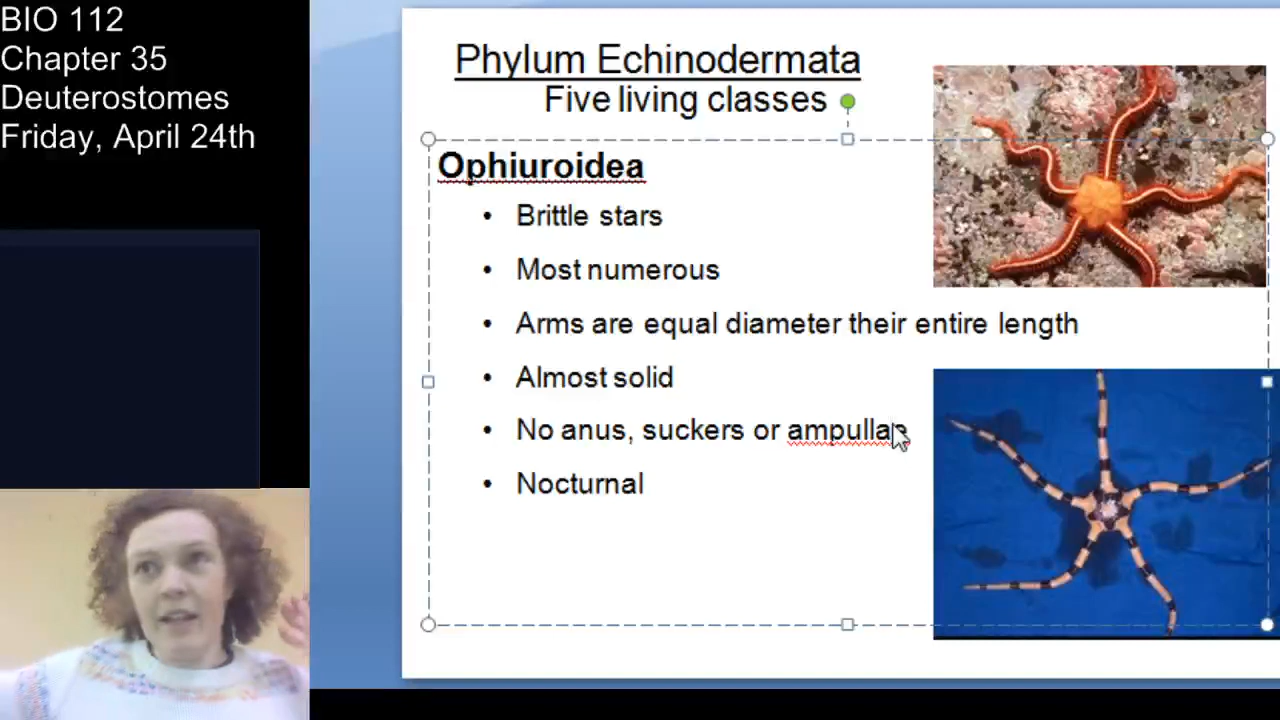 BIO 112
Chapter 35
Deuterostomes
Friday, April 24th
Phylum Echinodermata
Five living classes
Ophiuroidea
• Brittle stars
• Most numerous
• Arms are equal diameter their entire length
• Almost solid
• No anus, suckers or ampullae
• Nocturnal